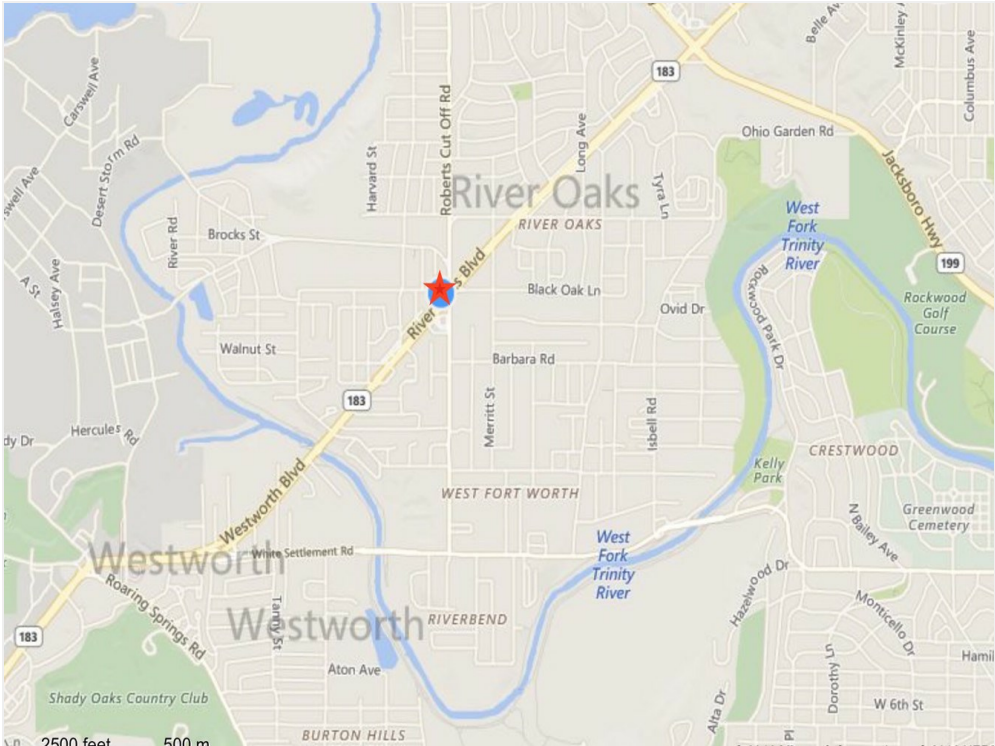 Belle Av
McKinley A
Columbus Ave
183
Carswell Ave
Ohio Garden Rd
Long Ave
Roberts Cut Off Rd
Harvard St
Desert Storm Rd
Jacksboro Hwy
River Oaks
Tyra Ln
swell Ave
RIVER OAKS
West
Fork
Trinity
River
River Rd
Brocks St
199
A St
Halsey Ave
River
s Blvd
Black Oak Ln
Ovid Dr
Rockwood Park Dr
Rockwood
Golf
Course
Walnut St
Barbara Rd
183
Merritt St
Isbell Rd
dy Dr
Hercules Rd
CRESTWOOD
Kelly
Park
Westworth Blvd
WEST FORT WORTH
Greenwood
Cemetery
N Bailey Ave
West
Fork
Trinity
River
White Settlement Rd
Westworth
Roaring Springs Rd
Hazelwood Dr
Tanny St
Westworth
RIVERBEND
Monticello Dr
183
Aton Ave
Hamil
Dorothy Ln
Shady Oaks Country Club
W 6th St
Alta Dr
BURTON HILLS
Pl
2500 feet
500 m